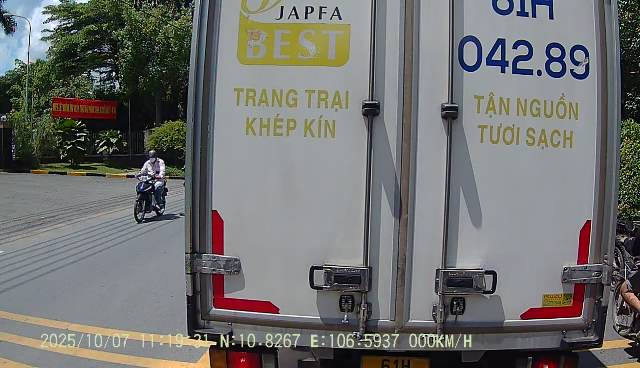 JAPFA
BEST
TRANG TRẠI
KHÉP KÍN
61H
042.89
TẬN NGUỒN
TƯƠI SẠCH
2025/10/07 11:19:31 N:10.8267 E:106.5937 000KM/H
61H